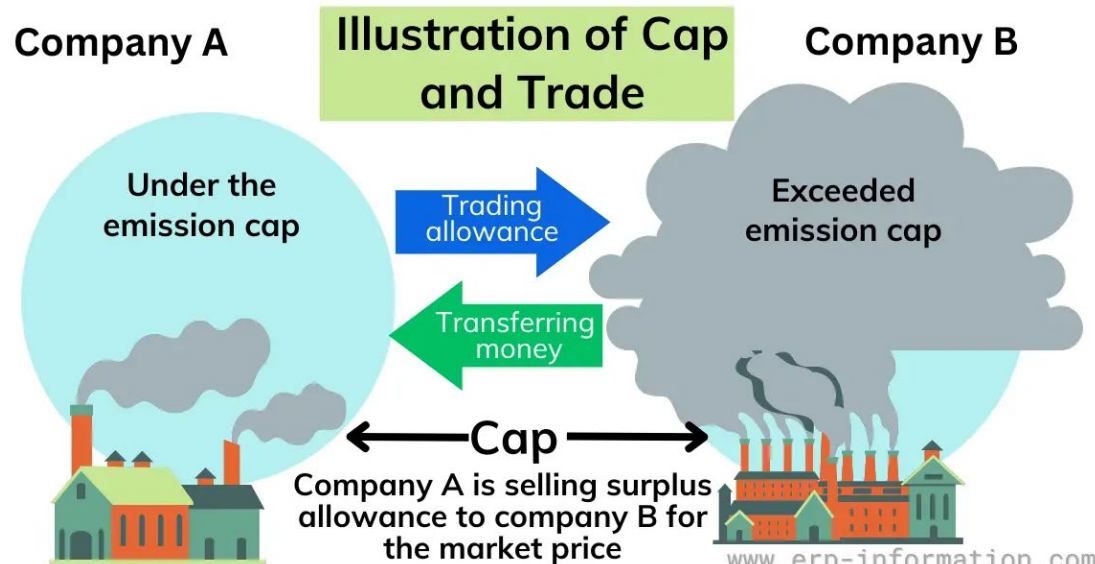 Company A
Illustration of Cap
and Trade
Company B
Under the
emission cap
Trading
allowance
Exceeded
emission cap
Transferring
money
Cap
Company A is selling surplus
allowance to company B for
the market price
www.erp-information.com